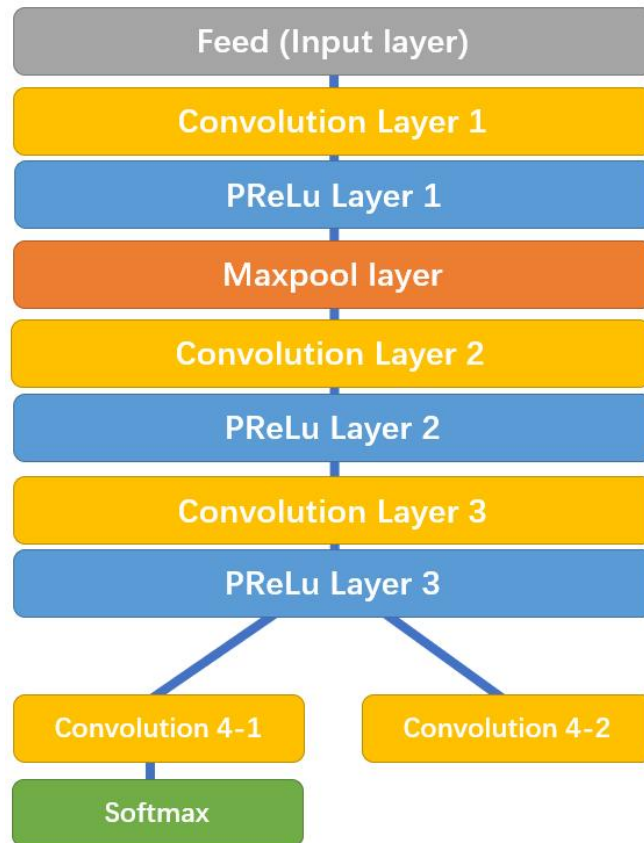 Feed (Input layer)
Convolution Layer 1
PReLu Layer 1
Maxpool layer
Convolution Layer 2
PReLu Layer 2
Convolution Layer 3
PReLu Layer 3
Convolution 4-1
Convolution 4-2
Softmax